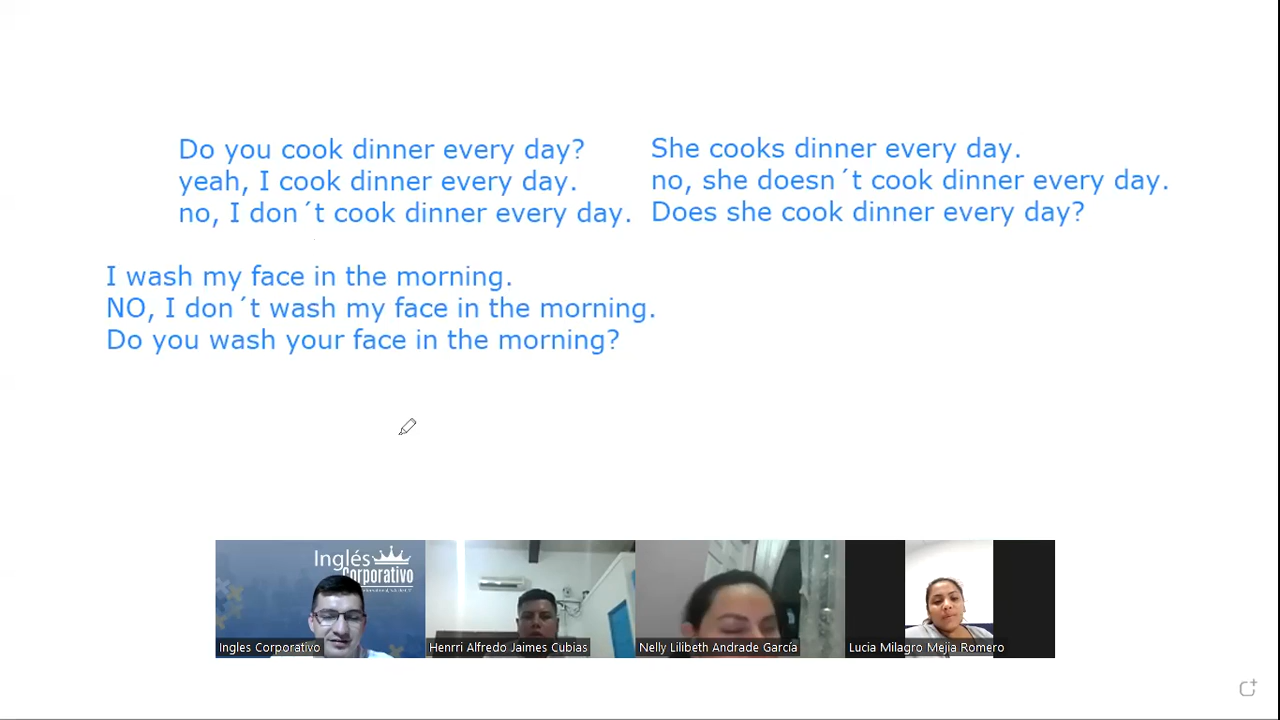 Do you cook dinner every day?
yeah, I cook dinner every day.
no, I don´t cook dinner every day.
She cooks dinner every day.
no, she doesn´t cook dinner every day.
Does she cook dinner every day?
I wash my face in the morning.
NO, I don´t wash my face in the morning.
Do you wash your face in the morning?
Inglés
Corporativo
Ingles Corporativo
Henrri Alfredo Jaimes Cubias
Nelly Lilibeth Andrade García
Lucia Milagro Mejia Romero